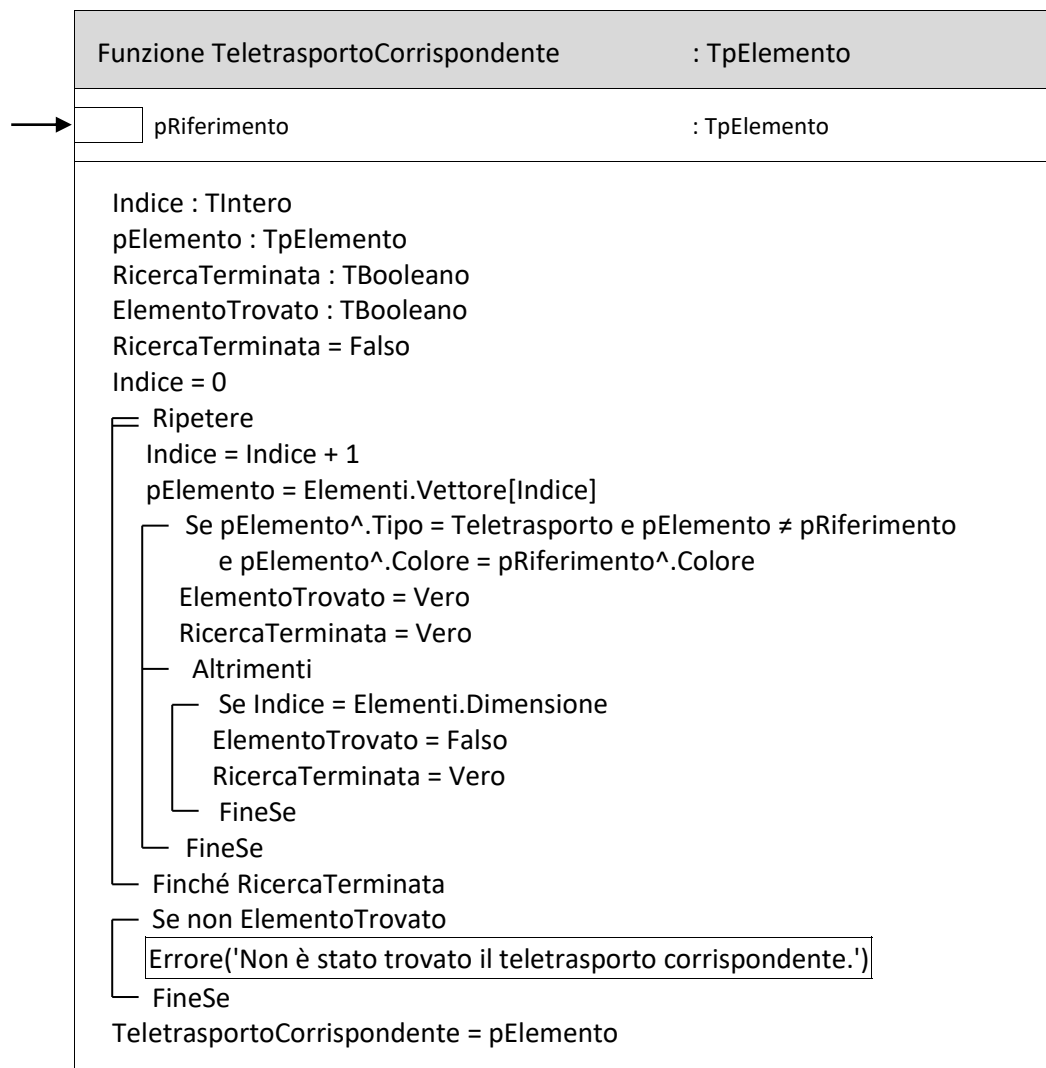 Funzione TeletrasportoCorrispondente : TpElemento
pRiferimento : TpElemento
Indice : TIntero
pElemento : TpElemento
RicercaTerminata : TBooleano
ElementoTrovato : TBooleano
RicercaTerminata = Falso
Indice = 0
Ripetere
Indice = Indice + 1
pElemento = Elementi.Vettore[Indice]
Se pElemento^.Tipo = Teletrasporto e pElemento ≠ pRiferimento
e pElemento^.Colore = pRiferimento^.Colore
ElementoTrovato = Vero
RicercaTerminata = Vero
Altrimenti
Se Indice = Elementi.Dimensione
ElementoTrovato = Falso
RicercaTerminata = Vero
FineSe
FineSe
Finché RicercaTerminata
Se non ElementoTrovato
Errore('Non è stato trovato il teletrasporto corrispondente.')
FineSe
TeletrasportoCorrispondente = pElemento